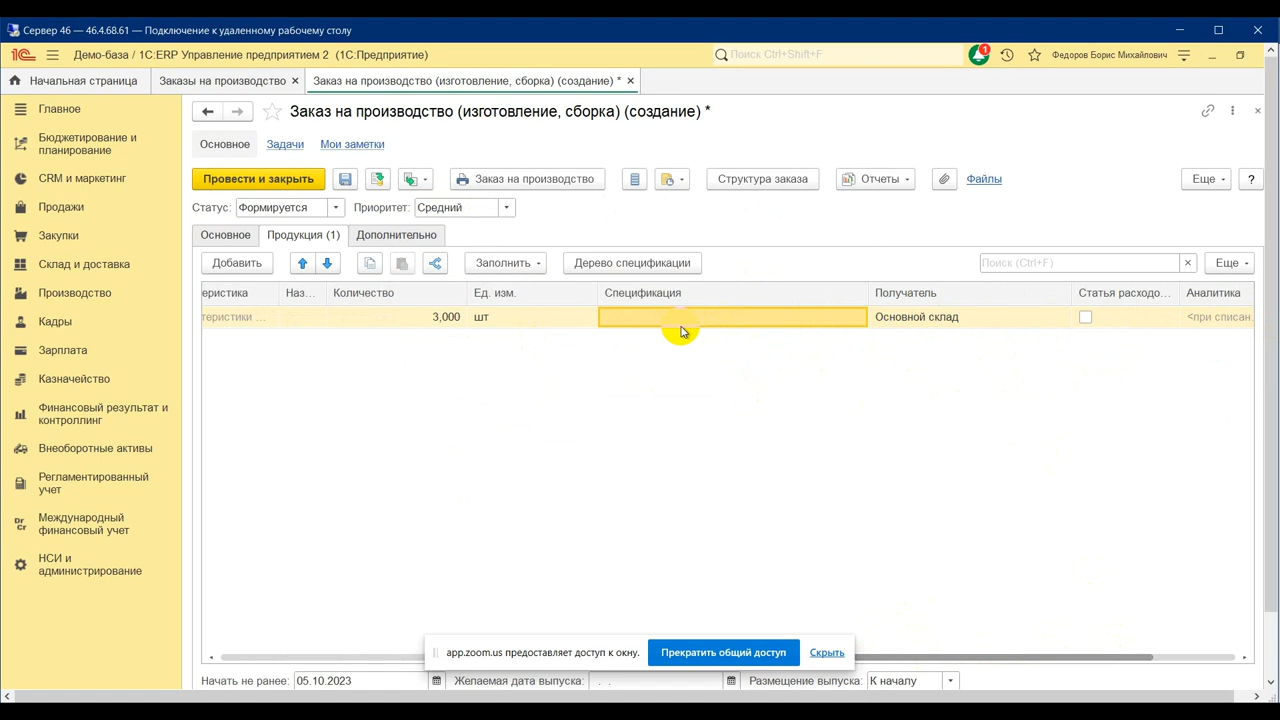 Сервер 46 — 46.4.68.61 — Подключение к удаленному рабочему столу
Демо-база / 1С:ERP Управление предприятием 2 (1С:Предприятие)
Поиск Ctrl+Shift+F
1
Федоров Борис Михайлович
Начальная страница
Заказы на производство
Заказ на производство (изготовление, сборка) (создание) *
Главное
Бюджетирование и
планирование
CRM и маркетинг
Продажи
Закупки
Склад и доставка
Производство
Кадры
Зарплата
Казначейство
Финансовый результат и
контроллинг
Внеоборотные активы
Регламентированный
учет
Международный
финансовый учет
НСИ и
администрирование
Заказ на производство (изготовление, сборка) (создание) *
Основное Задачи Мои заметки
Провести и закрыть Заказ на производство Структура заказа Отчеты Файлы Еще ?
Статус: Формируется Приоритет: Средний
Основное Продукция (1) Дополнительно
Добавить Заполнить Дерево спецификации Поиск (Ctrl+F) Еще
еристика Наз... Количество Ед. изм. Спецификация Получатель Статья расходо... Аналитика
теристики ... 3,000 шт Основной склад <при списан...
app.zoom.us предоставляет доступ к окну. Прекратить общий доступ Скрыть
Начать не ранее: 05.10.2023 Желаемая дата выпуска: . . Размещение выпуска: К началу